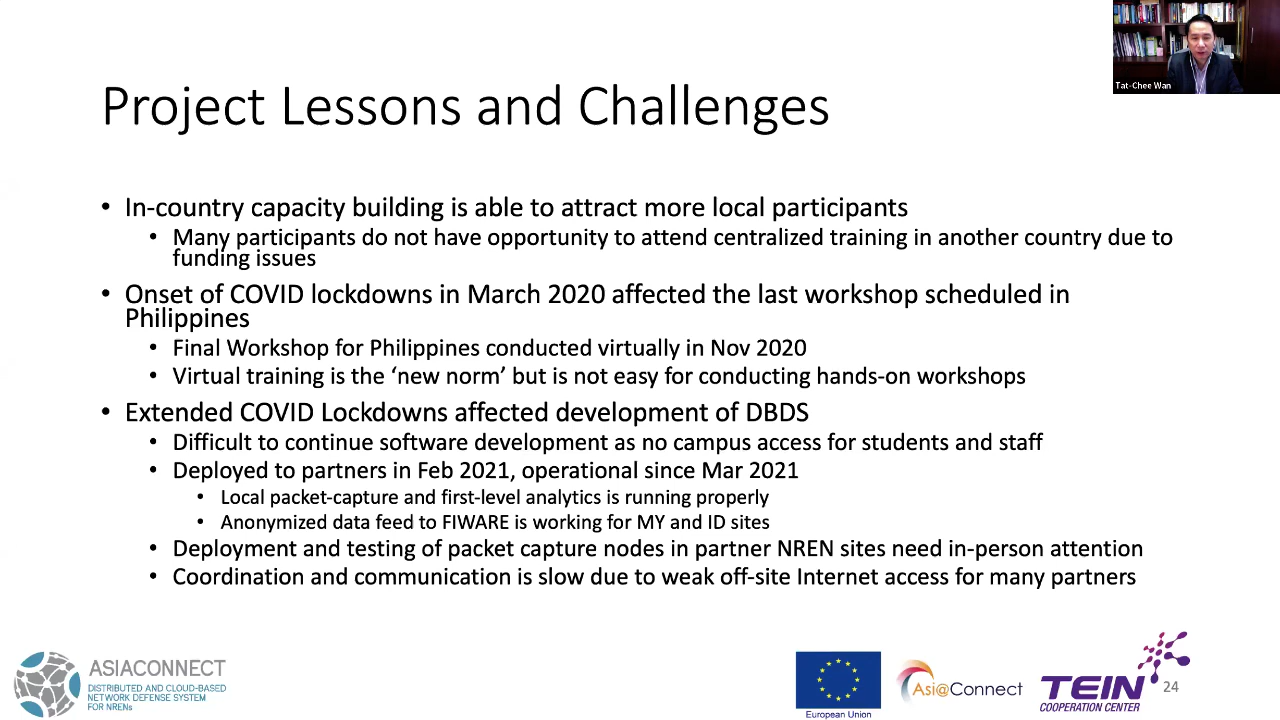 Tat-Chee Wan
Project Lessons and Challenges
• In-country capacity building is able to attract more local participants
• Many participants do not have opportunity to attend centralized training in another country due to
funding issues
• Onset of COVID lockdowns in March 2020 affected the last workshop scheduled in
Philippines
• Final Workshop for Philippines conducted virtually in Nov 2020
• Virtual training is the ‘new norm’ but is not easy for conducting hands-on workshops
• Extended COVID Lockdowns affected development of DBDS
• Difficult to continue software development as no campus access for students and staff
• Deployed to partners in Feb 2021, operational since Mar 2021
• Local packet-capture and first-level analytics is running properly
• Anonymized data feed to FIWARE is working for MY and ID sites
• Deployment and testing of packet capture nodes in partner NREN sites need in-person attention
• Coordination and communication is slow due to weak off-site Internet access for many partners
ASIACONNECT
DISTRIBUTED AND CLOUD-BASED
NETWORK DEFENSE SYSTEM
FOR NRENs
European Union
Asi@Connect
TEIN
COOPERATION CENTER
24